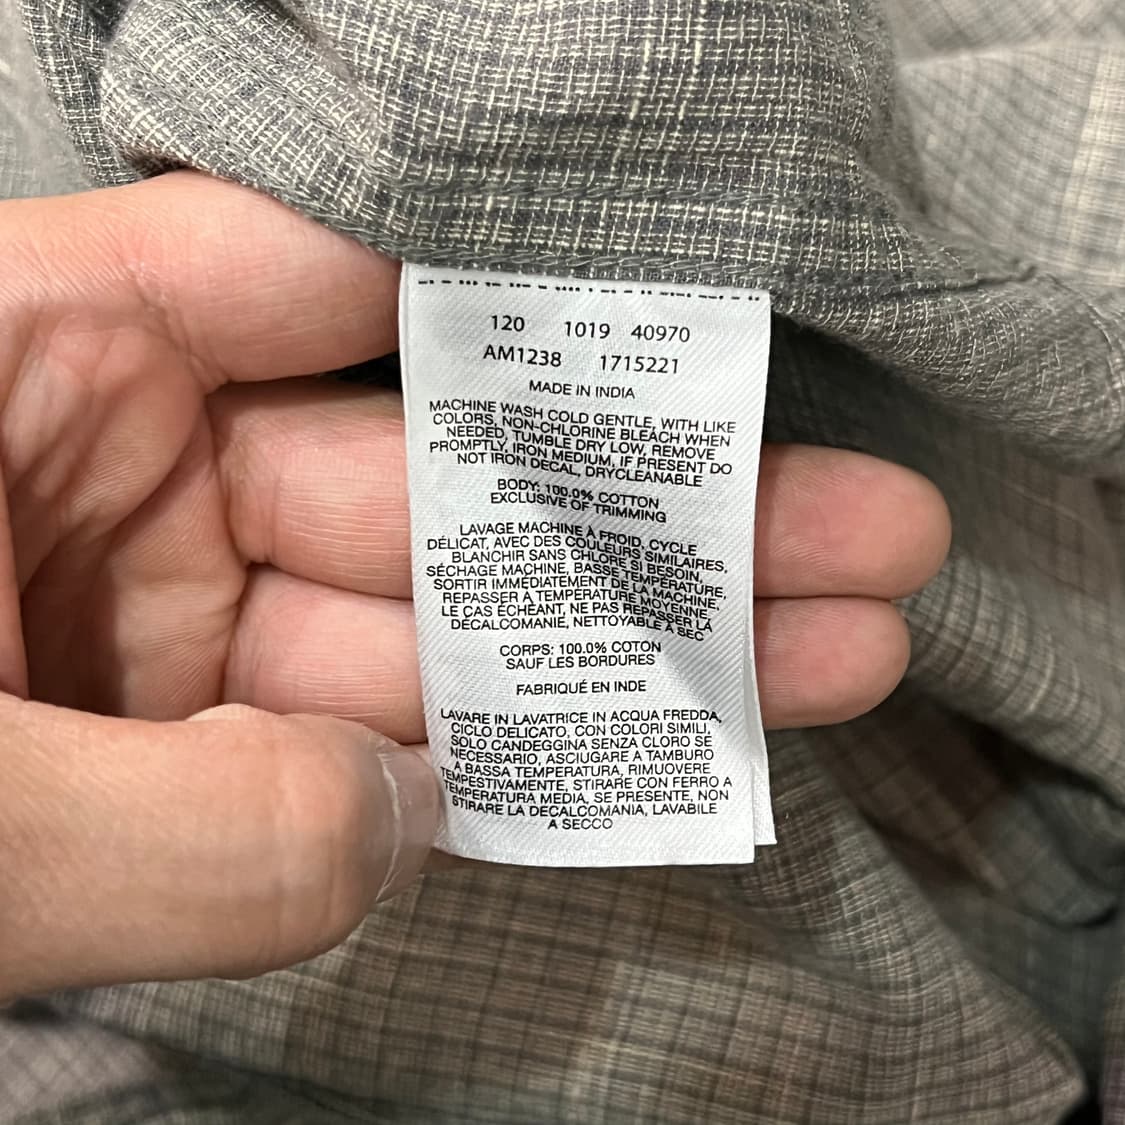 120 1019 40970
AM1238 1715221
MADE IN INDIA
MACHINE WASH COLD GENTLE, WITH LIKE
COLORS, NON-CHLORINE BLEACH WHEN
NEEDED, TUMBLE DRY LOW, REMOVE
PROMPTLY, IRON MEDIUM, IF PRESENT DO
NOT IRON DECAL, DRYCLEANABLE
BODY: 100.0% COTTON
EXCLUSIVE OF TRIMMING
LAVAGE MACHINE À FROID, CYCLE
DÉLICAT, AVEC DES COULEURS SIMILAIRES,
BLANCHIR SANS CHLORE SI BESOIN,
SÉCHAGE MACHINE, BASSE TEMPÉRATURE,
SORTIR IMMÉDIATEMENT DE LA MACHINE,
REPASSER À TEMPÉRATURE MOYENNE,
LE CAS ÉCHÉANT, NE PAS REPASSER LA
DÉCALCOMANIE, NETTOYABLE À SEC
CORPS: 100.0% COTON
SAUF LES BORDURES
FABRIQUÉ EN INDE
LAVARE IN LAVATRICE IN ACQUA FREDDA,
CICLO DELICATO, CON COLORI SIMILI,
SOLO CANDEGGINA SENZA CLORO SE
NECESSARIO, ASCIUGARE A TAMBURO
A BASSA TEMPERATURA, RIMUOVERE
TEMPESTIVAMENTE, STIRARE CON FERRO A
TEMPERATURA MEDIA, SE PRESENTE, NON
STIRARE LA DECALCOMANIA, LAVABILE
A SECCO